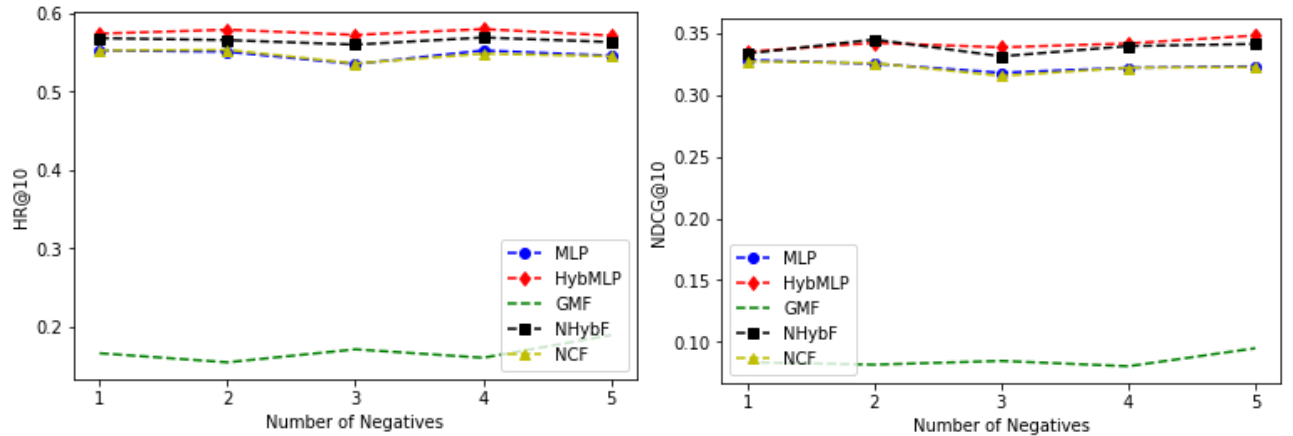 0.6
0.5
0.4
0.3
0.2
HR@10
MLP
HybMLP
GMF
NHybF
NCF
1 2 3 4 5
Number of Negatives
0.35
0.30
0.25
0.20
0.15
0.10
NDCG@10
MLP
HybMLP
GMF
NHybF
NCF
1 2 3 4 5
Number of Negatives